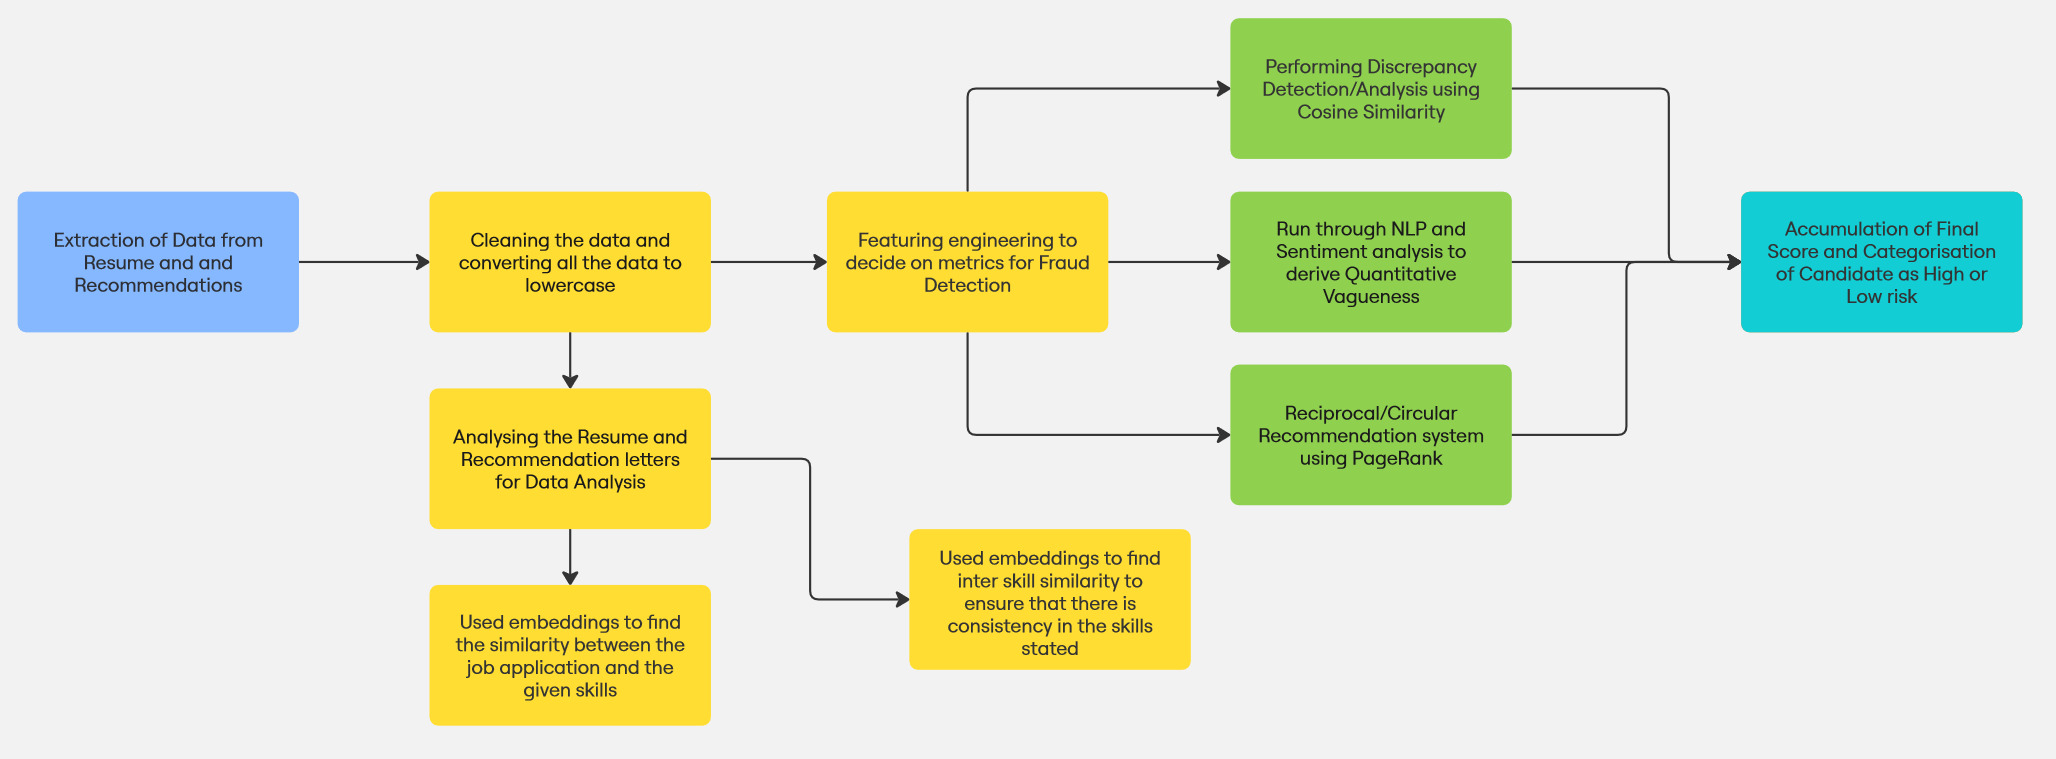 Extraction of Data from
Resume and and
Recommendations
Cleaning the data and
converting all the data to
lowercase
Featuring engineering to
decide on metrics for Fraud
Detection
Performing Discrepancy
Detection/Analysis using
Cosine Similarity
Run through NLP and
Sentiment analysis to
derive Quantitative
Vagueness
Reciprocal/Circular
Recommendation system
using PageRank
Accumulation of Final
Score and Categorisation
of Candidate as High or
Low risk
Analysing the Resume and
Recommendation letters
for Data Analysis
Used embeddings to find
the similarity between the
job application and the
given skills
Used embeddings to find
inter skill similarity to
ensure that there is
consistency in the skills
stated